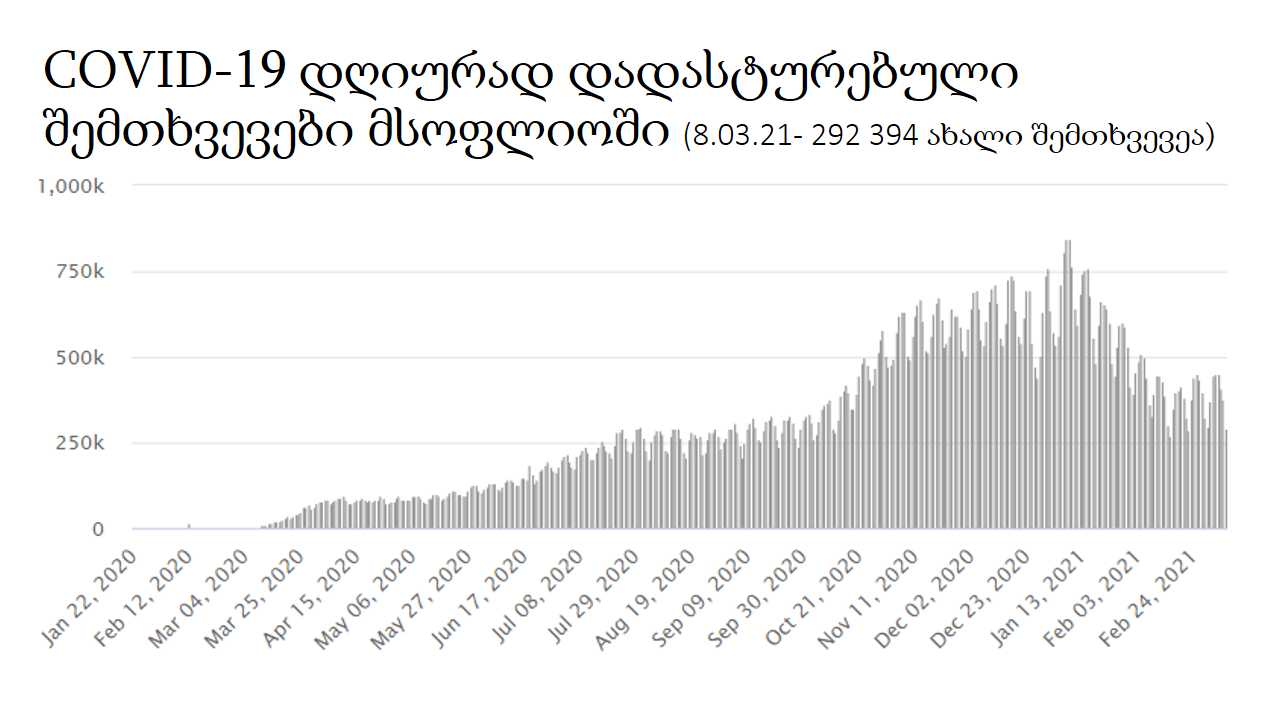 COVID-19 დღიურად დადასტურებული
შემთხვევები მსოფლიოში (8.03.21- 292 394 ახალი შემთხვევეა)
1,000k
750k
500k
250k
0
Jan 22, 2020
Feb 12, 2020
Mar 04, 2020
Mar 25, 2020
Apr 15, 2020
May 06, 2020
May 27, 2020
Jun 17, 2020
Jul 08, 2020
Jul 29, 2020
Aug 19, 2020
Sep 09, 2020
Sep 30, 2020
Oct 21, 2020
Nov 11, 2020
Dec 02, 2020
Dec 23, 2020
Jan 13, 2021
Feb 03, 2021
Feb 24, 2021